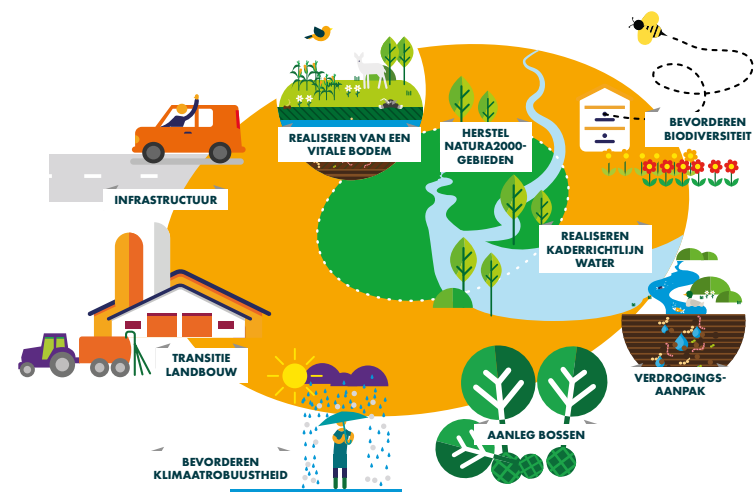 REALISEREN VAN EEN
VITALE BODEM
HERSTEL
NATURA2000-
GEBIEDEN
BEVORDEREN
BIODIVERSITEIT
INFRASTRUCTUUR
REALISEREN
KADERRICHTLIJN
WATER
TRANSITIE
LANDBOUW
VERDROGINGS-
AANPAK
AANLEG BOSSEN
BEVORDEREN
KLIMAATROBUUSTHEID